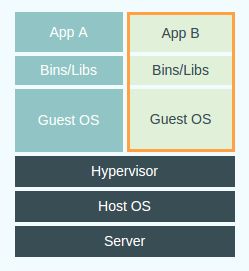 App A
App B
Bins/Libs
Bins/Libs
Guest OS
Guest OS
Hypervisor
Host OS
Server